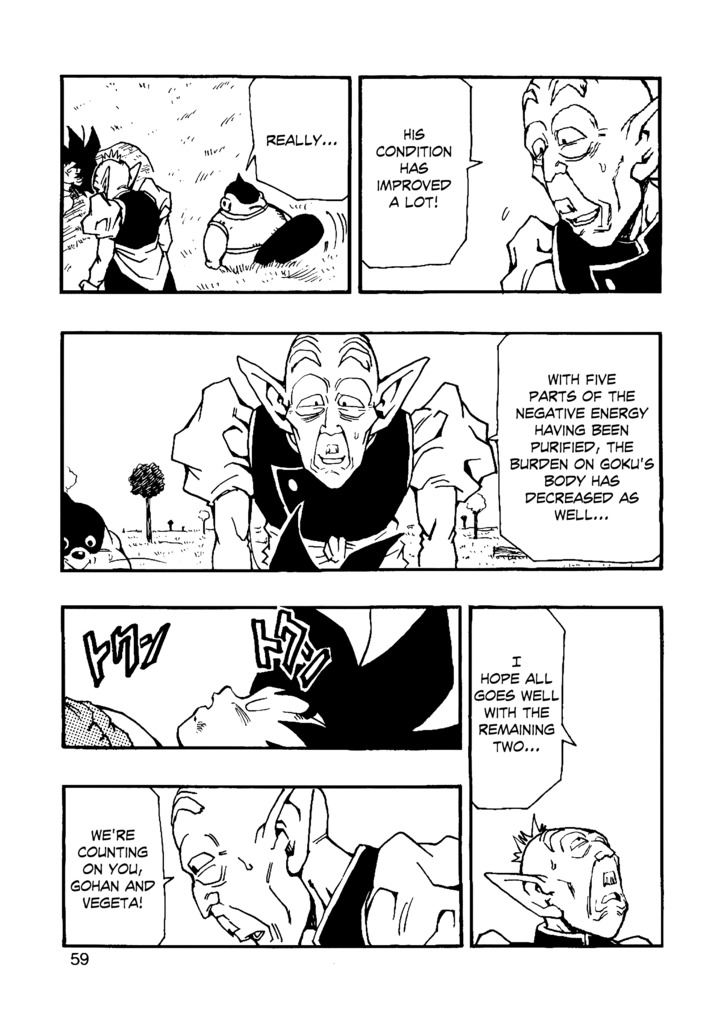 HIS
CONDITION
HAS
IMPROVED
A LOT!
REALLY...
WITH FIVE
PARTS OF THE
NEGATIVE ENERGY
HAVING BEEN
PURIFIED, THE
BURDEN ON GOKU'S
BODY HAS
DECREASED AS
WELL...
I
HOPE ALL
GOES WELL
WITH THE
REMAINING
TWO...
トクン
トクン
WE'RE
COUNTING
ON YOU,
GOHAN AND
VEGETA!
59